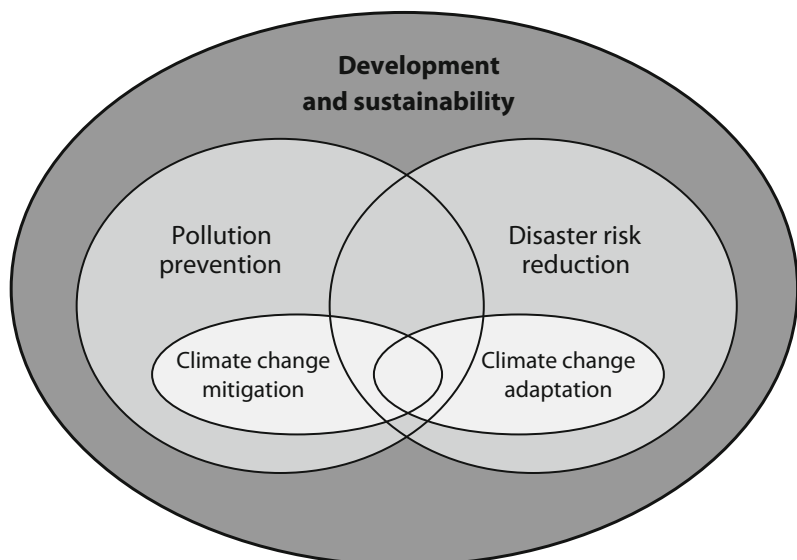 Development
and sustainability
Pollution
prevention
Disaster risk
reduction
Climate change
mitigation
Climate change
adaptation